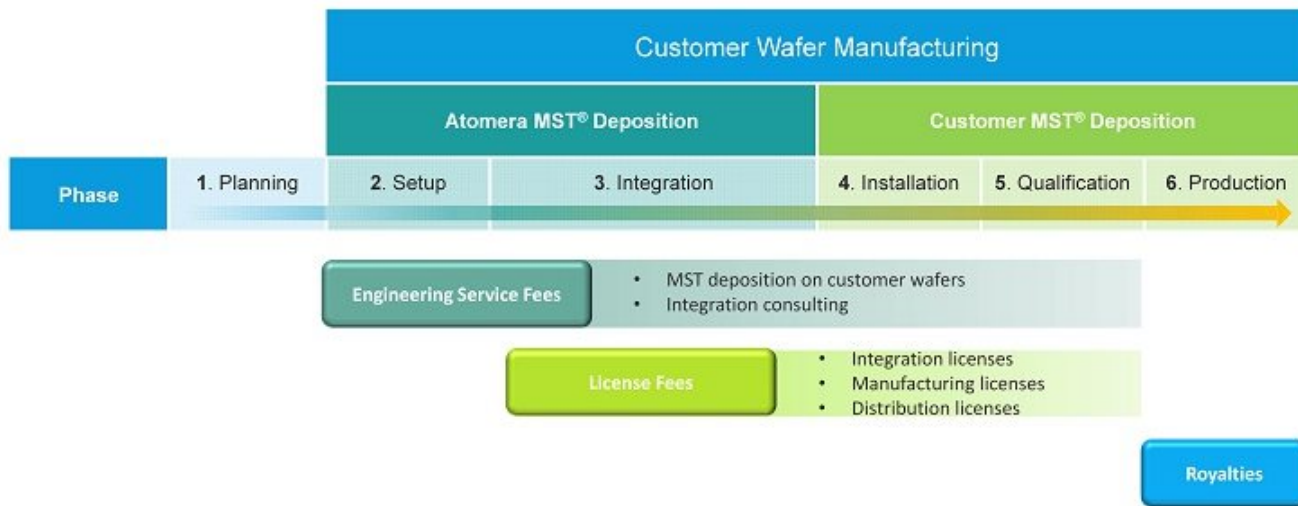 Customer Wafer Manufacturing
Atomera MST® Deposition
Customer MST® Deposition
Phase
1. Planning
2. Setup
3. Integration
4. Installation
5. Qualification
6. Production
Engineering Service Fees
• MST deposition on customer wafers
• Integration consulting
License Fees
• Integration licenses
• Manufacturing licenses
• Distribution licenses
Royalties